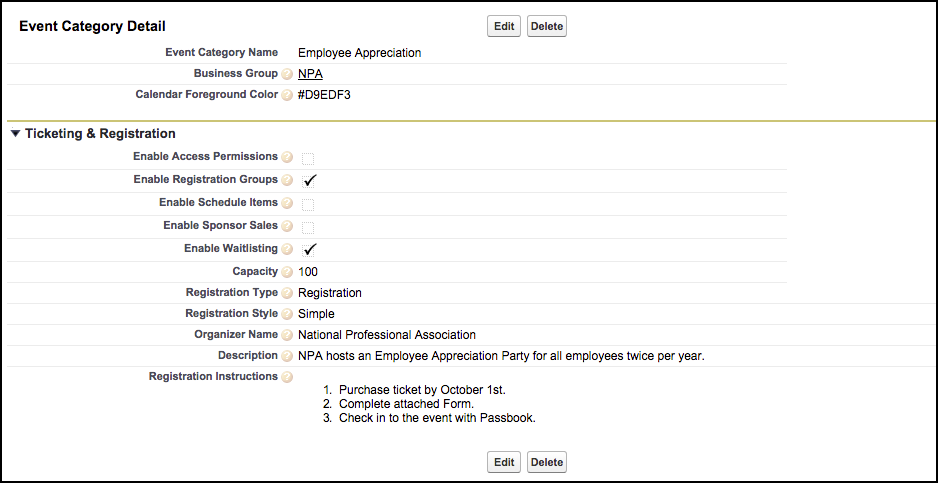 Event Category Detail Edit Delete
Event Category Name Employee Appreciation
Business Group ? NPA
Calendar Foreground Color ? #D9EDF3
Ticketing & Registration
Enable Access Permissions ?
Enable Registration Groups ? ✓
Enable Schedule Items ?
Enable Sponsor Sales ?
Enable Waitlisting ? ✓
Capacity ? 100
Registration Type ? Registration
Registration Style ? Simple
Organizer Name ? National Professional Association
Description ? NPA hosts an Employee Appreciation Party for all employees twice per year.
Registration Instructions ?
1. Purchase ticket by October 1st.
2. Complete attached Form.
3. Check in to the event with Passbook.
Edit Delete